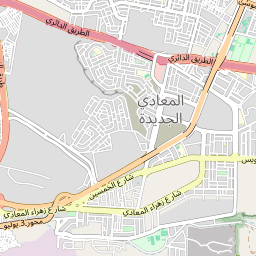 الطريق الدائري
الطريق الدائري
المعادي
الجديدة
شارع الخمسين
شارع زهراء المعادي
شارع زهراء المعادي
محور 3 يوليو